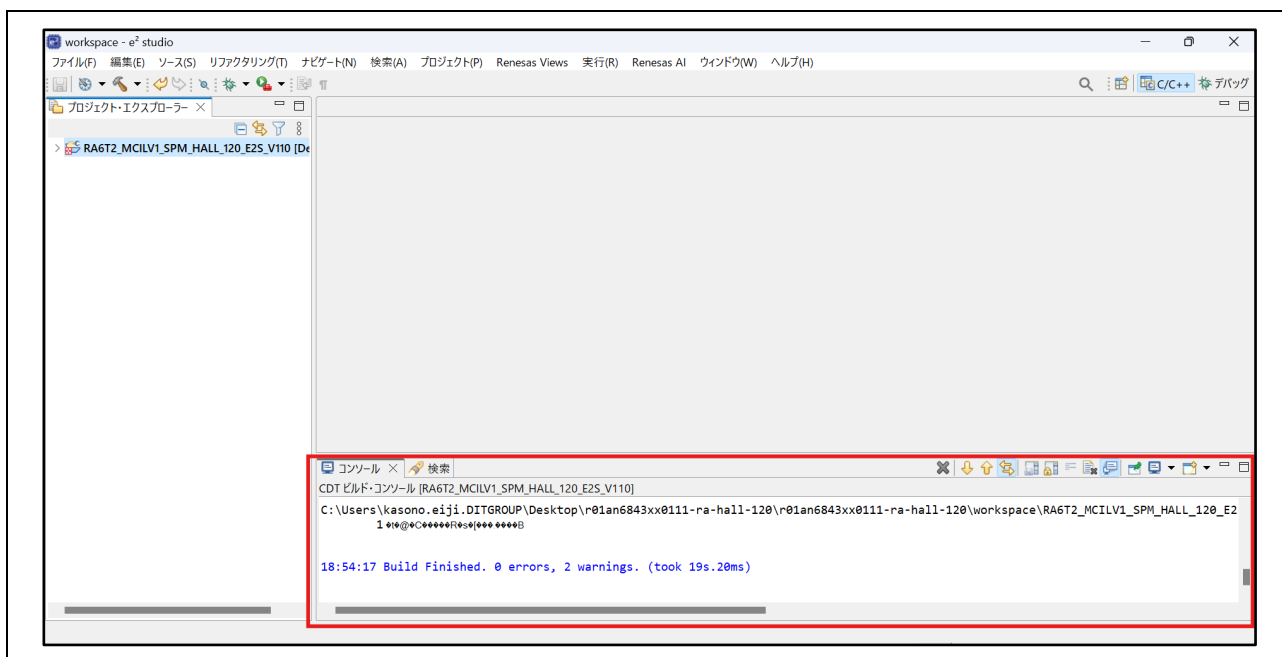 workspace - e² studio
ファイル(F) 編集(E) ソース(S) リファクタリング(T) ナビゲート(N) 検索(A) プロジェクト(P) Renesas Views 実行(R) Renesas AI ウィンドウ(W) ヘルプ(H)
C/C++ デバッグ
プロジェクト・エクスプローラー
RA6T2_MCILV1_SPM_HALL_120_E2S_V110 [De
コンソール 検索
CDT ビルド・コンソール [RA6T2_MCILV1_SPM_HALL_120_E2S_V110]
C:\Users\kasono.eiji.DITGROUP\Desktop\r01an6843xx0111-ra-hall-120\r01an6843xx0111-ra-hall-120\workspace\RA6T2_MCILV1_SPM_HALL_120_E2
1 �t�@�C�����R�s�[��� ����B
18:54:17 Build Finished. 0 errors, 2 warnings. (took 19s.20ms)